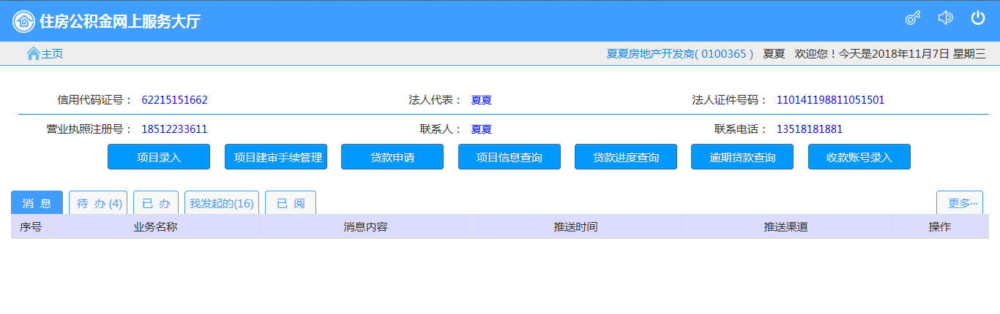 住房公积金网上服务大厅
主页 夏夏房地产开发商( 0100365 ) 夏夏 欢迎您！今天是2018年11月7日 星期三
信用代码证号： 62215151662 法人代表： 夏夏 法人证件号码： 110141198811051501
营业执照注册号： 18512233611 联系人： 夏夏 联系电话： 13518181881
项目录入 项目建审手续管理 贷款申请 项目信息查询 贷款进度查询 逾期贷款查询 收款账号录入
消 息 待 办 (4) 已 办 我发起的(16) 已 阅 更多···
序号 业务名称 消息内容 推送时间 推送渠道 操作